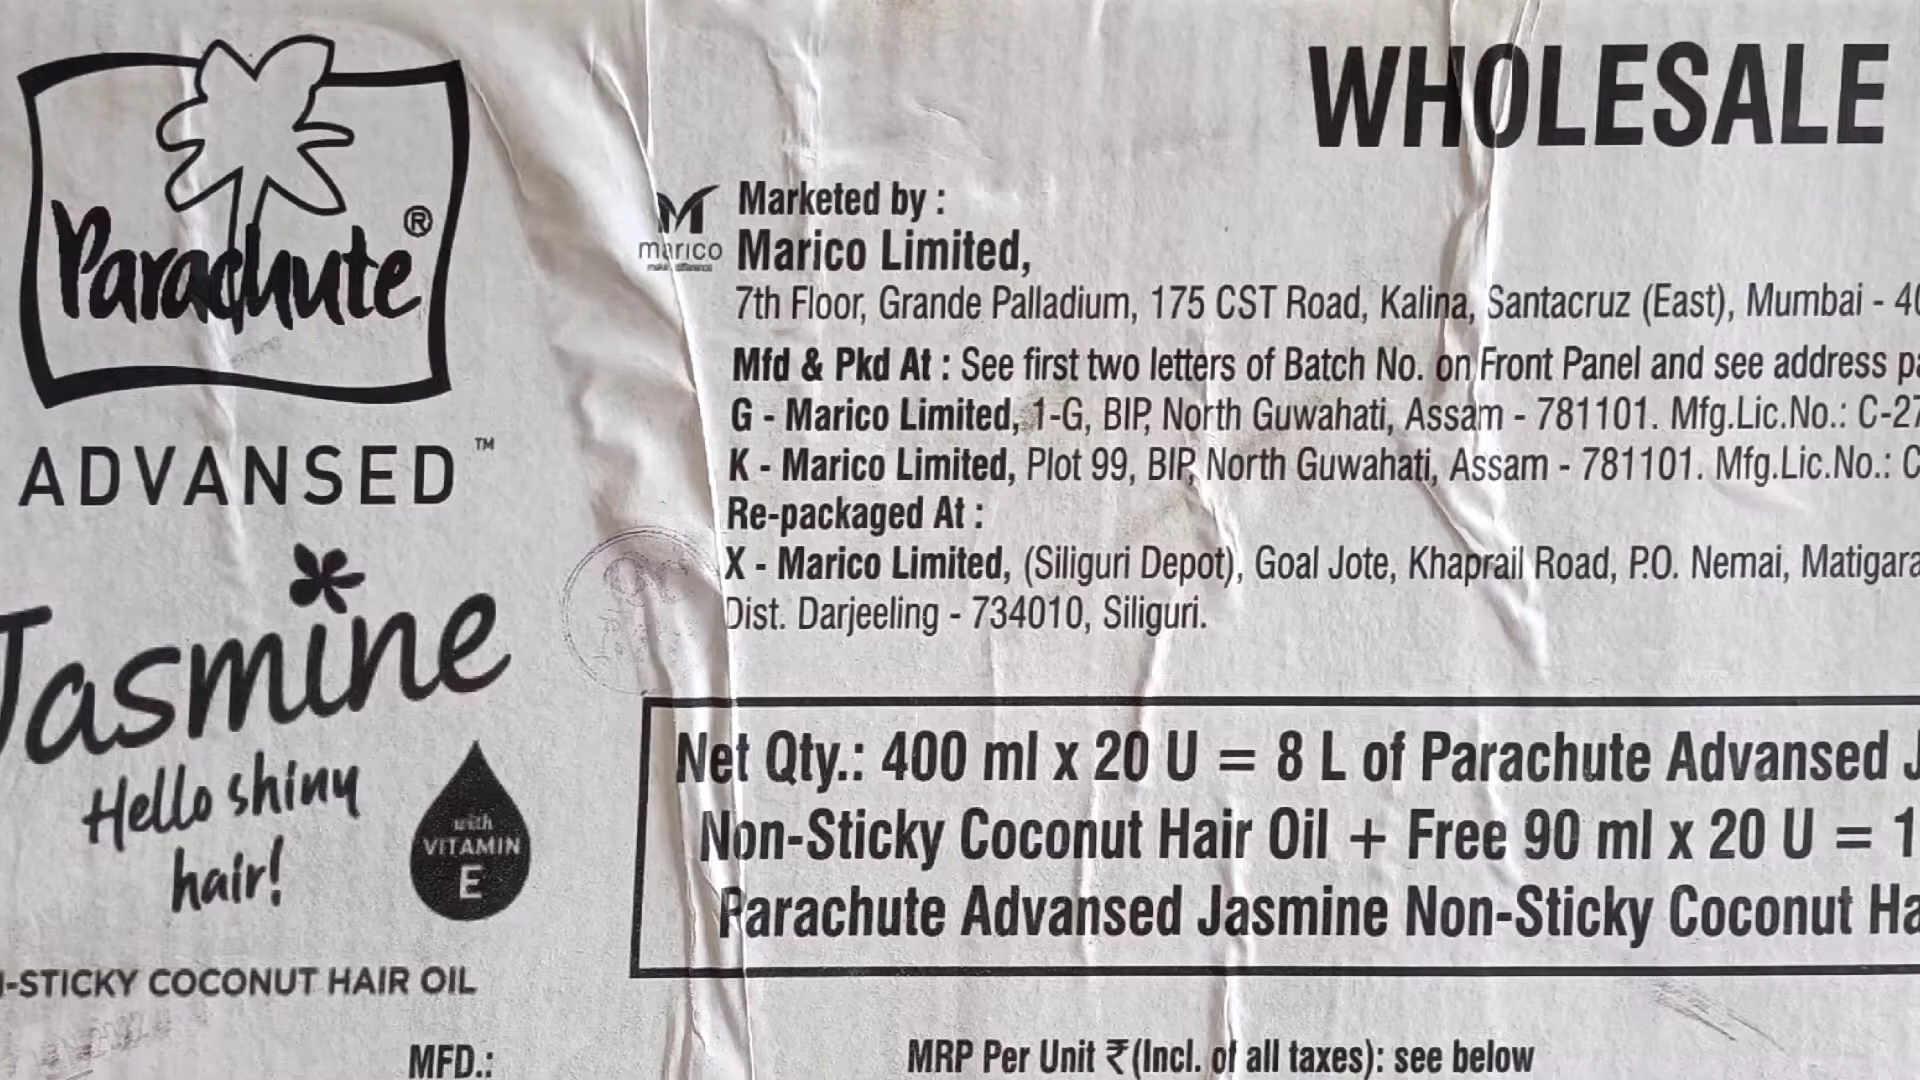 Parachute®
ADVANSED™
Jasmine
Hello shiny
hair!
with
VITAMIN
E
-STICKY COCONUT HAIR OIL
MFD.:
WHOLESALE
marico
Marketed by :
Marico Limited,
7th Floor, Grande Palladium, 175 CST Road, Kalina, Santacruz (East), Mumbai - 40
Mfd & Pkd At : See first two letters of Batch No. on Front Panel and see address pa
G - Marico Limited, 1-G, BIP, North Guwahati, Assam - 781101. Mfg.Lic.No.: C-27
K - Marico Limited, Plot 99, BIP, North Guwahati, Assam - 781101. Mfg.Lic.No.: C
Re-packaged At :
X - Marico Limited, (Siliguri Depot), Goal Jote, Khaprail Road, P.O. Nemai, Matigara
Dist. Darjeeling - 734010, Siliguri.
Net Qty.: 400 ml x 20 U = 8 L of Parachute Advansed J
Non-Sticky Coconut Hair Oil + Free 90 ml x 20 U = 1
Parachute Advansed Jasmine Non-Sticky Coconut Ha
MRP Per Unit ₹ (Incl. of all taxes): see below